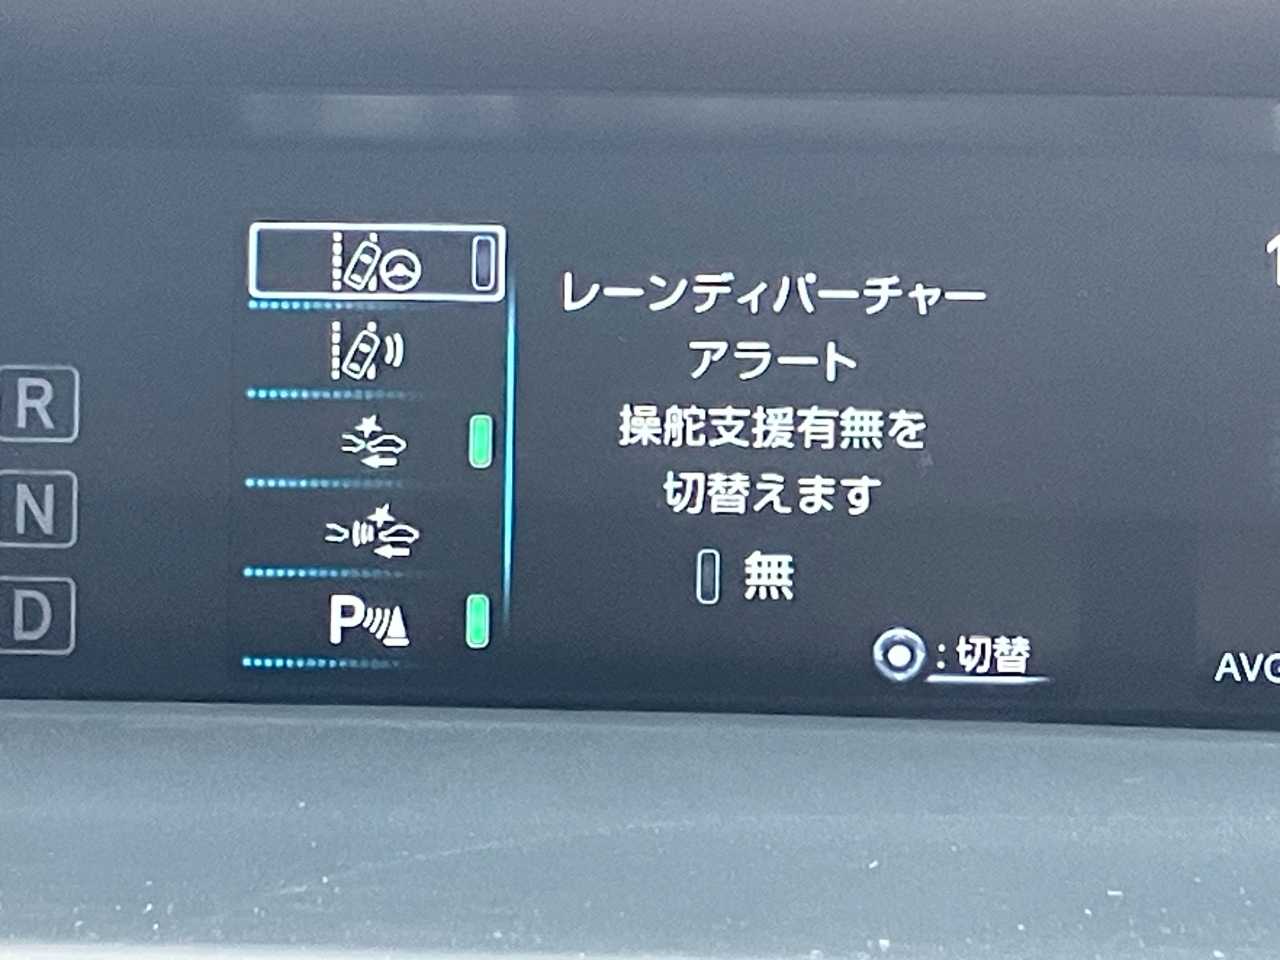 レーンディパーチャー
アラート
操舵支援有無を
切替えます
無
:切替
R
N
D
P
AVG